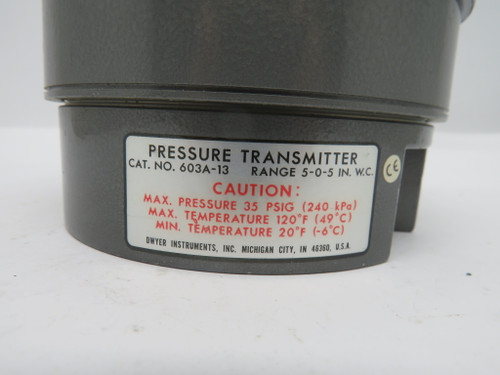 PRESSURE TRANSMITTER
CAT. NO. 603A-13 RANGE 5-0-5 IN. W.C.
CAUTION:
MAX. PRESSURE 35 PSIG (240 kPa)
MAX. TEMPERATURE 120°F (49°C)
MIN. TEMPERATURE 20°F (-6°C)
DWYER INSTRUMENTS, INC. MICHIGAN CITY, IN 46360, U.S.A.
CE